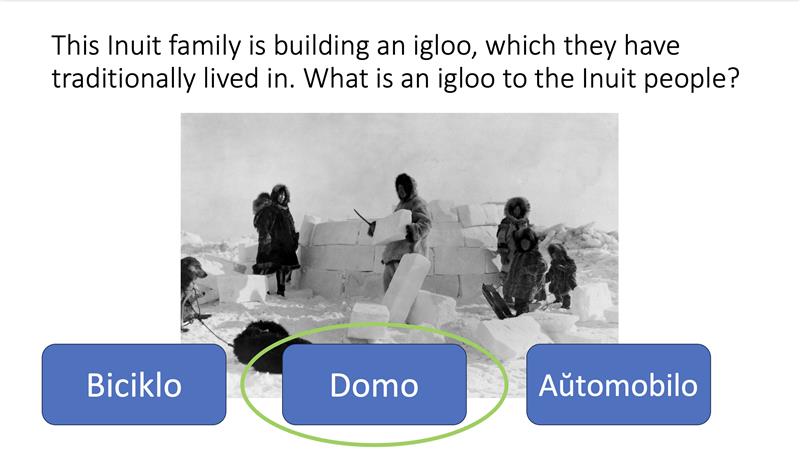 This Inuit family is building an igloo, which they have
traditionally lived in. What is an igloo to the Inuit people?
Biciklo
Domo
Aŭtomobilo